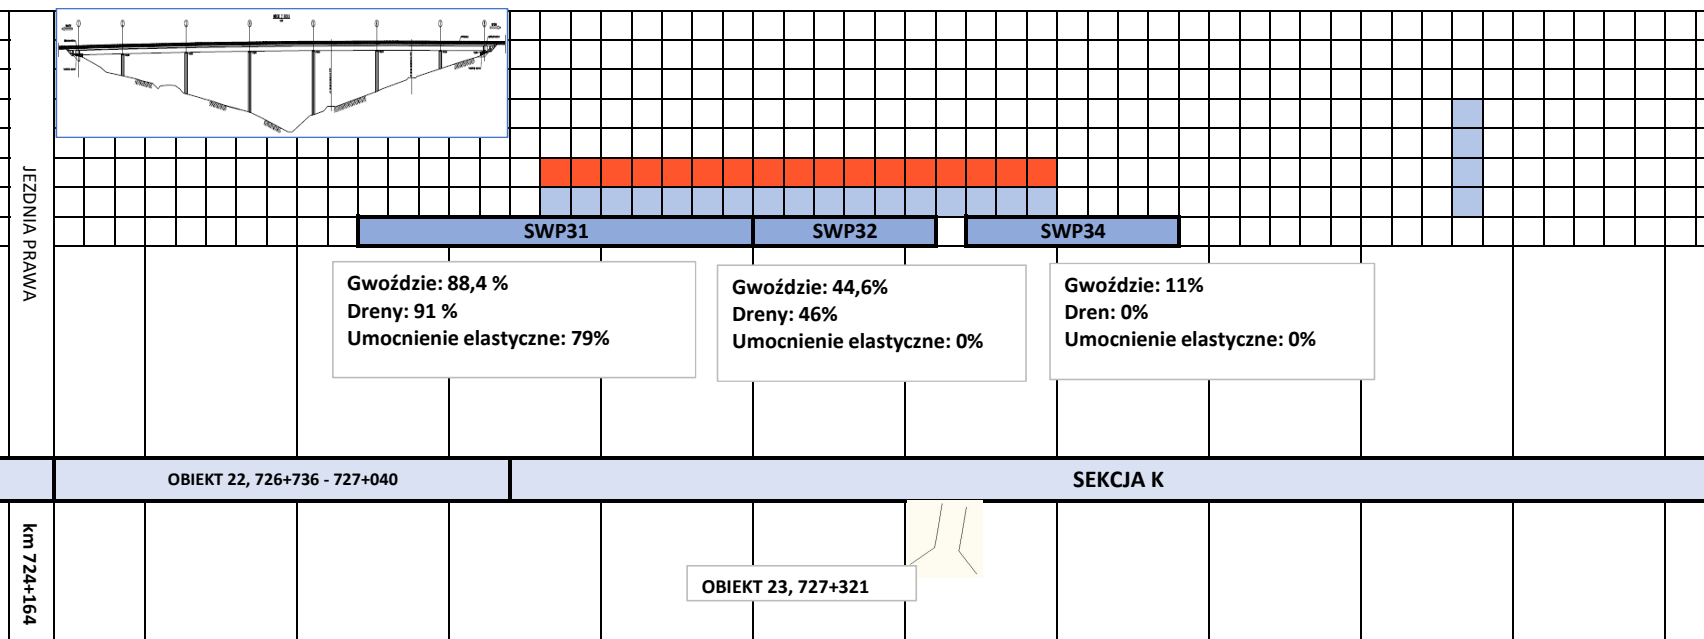 JEZDNIA PRAWA
SWP31
SWP32
SWP34
Gwoździe: 88,4 %
Dreny: 91 %
Umocnienie elastyczne: 79%
Gwoździe: 44,6%
Dreny: 46%
Umocnienie elastyczne: 0%
Gwoździe: 11%
Dren: 0%
Umocnienie elastyczne: 0%
OBIEKT 22, 726+736 - 727+040
SEKCJA K
km 724+164
OBIEKT 23, 727+321